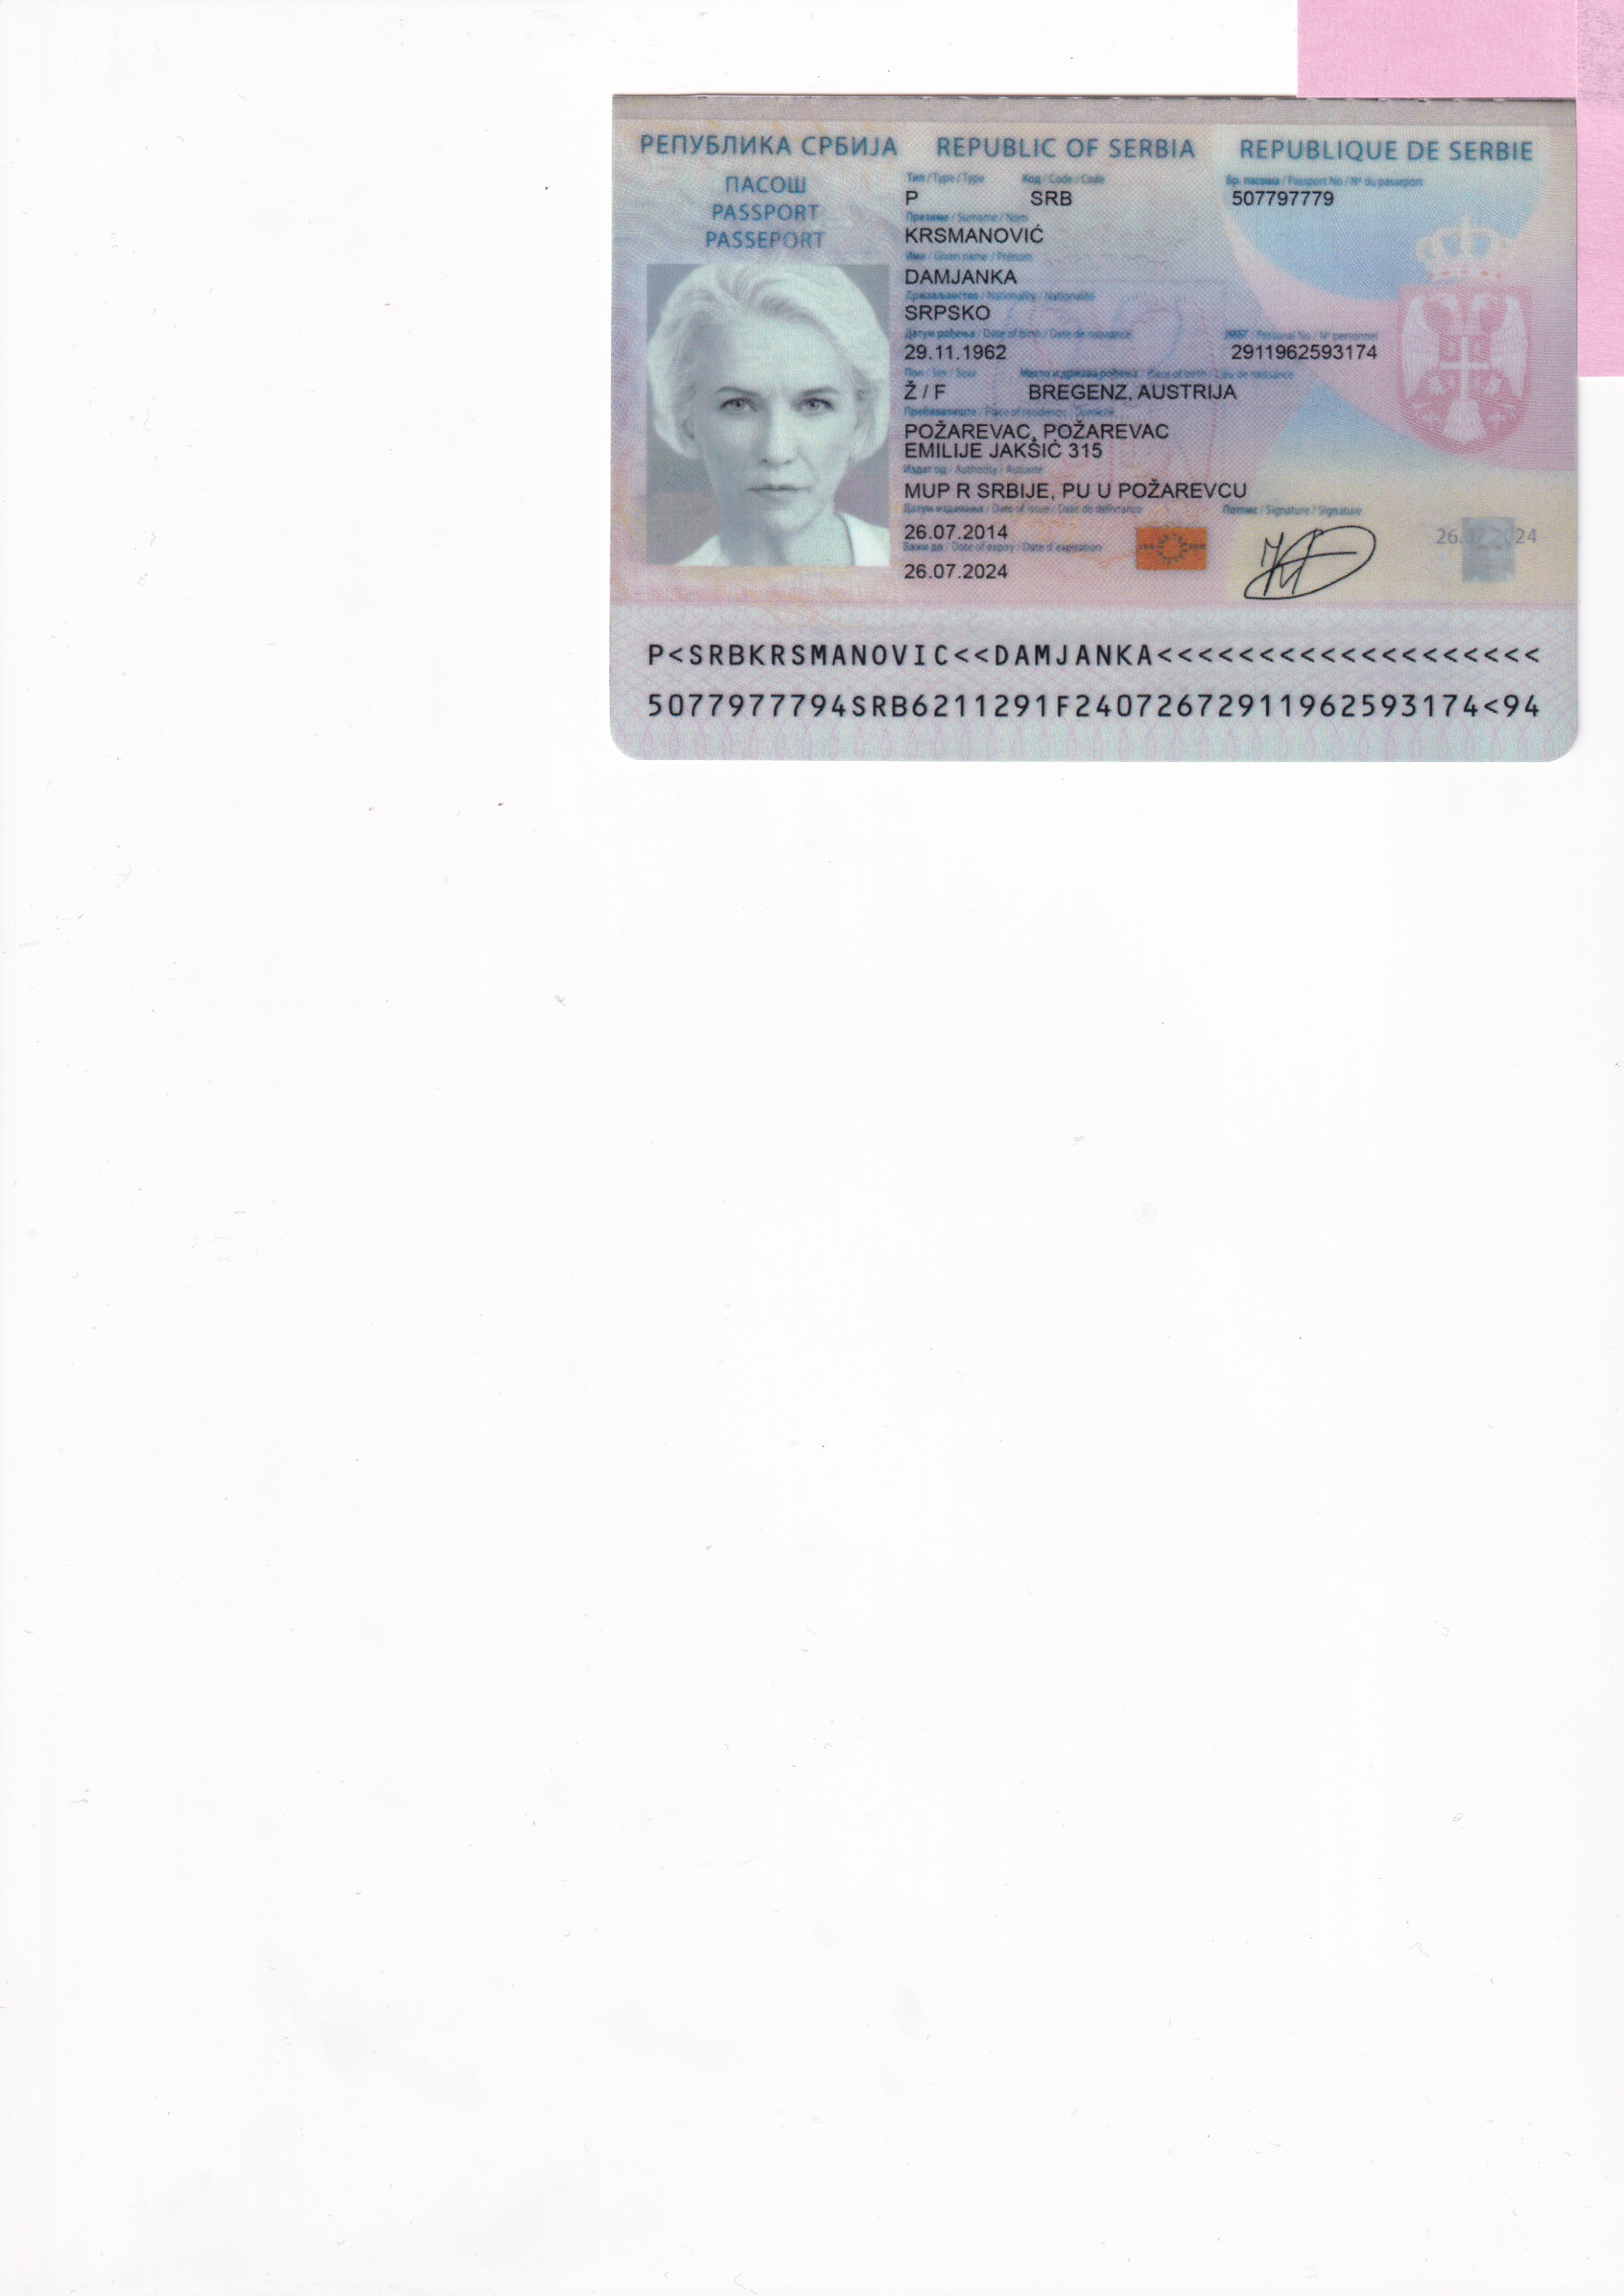 РЕПУБЛИКА СРБИЈА REPUBLIC OF SERBIA REPUBLIQUE DE SERBIE
ПАСОШ
PASSPORT
PASSEPORT
Тип / Type / Type Код / Code / Code Бр. пасоша / Passport No / Nº du passeport
P SRB 507797779
Презиме / Surname / Nom
KRSMANOVIĆ
Име / Given name / Prénom
DAMJANKA
Држављанство / Nationality / Nationalité
SRPSKO
Датум рођења / Date of birth / Date de naissance ЈМБГ / Personal No / Nº personnel
29.11.1962 2911962593174
Пол / Sex / Sexe Место и држава рођења / Place of birth / Lieu de naissance
Ž / F BREGENZ, AUSTRIJA
Пребивалиште / Place of residence / Domicile
POŽAREVAC, POŽAREVAC
EMILIJE JAKŠIĆ 315
Издат од / Authority / Autorité
MUP R SRBIJE, PU U POŽAREVCU
Датум издавања / Date of issue / Date de délivrance Потпис / Signature / Signature
26.07.2014
Важи до / Date of expiry / Date d'expiration
26.07.2024
P<SRBKRSMANOVIC<<DAMJANKA<<<<<<<<<<<<<<<<<<<
5077977794SRB6211291F24072672911962593174<94